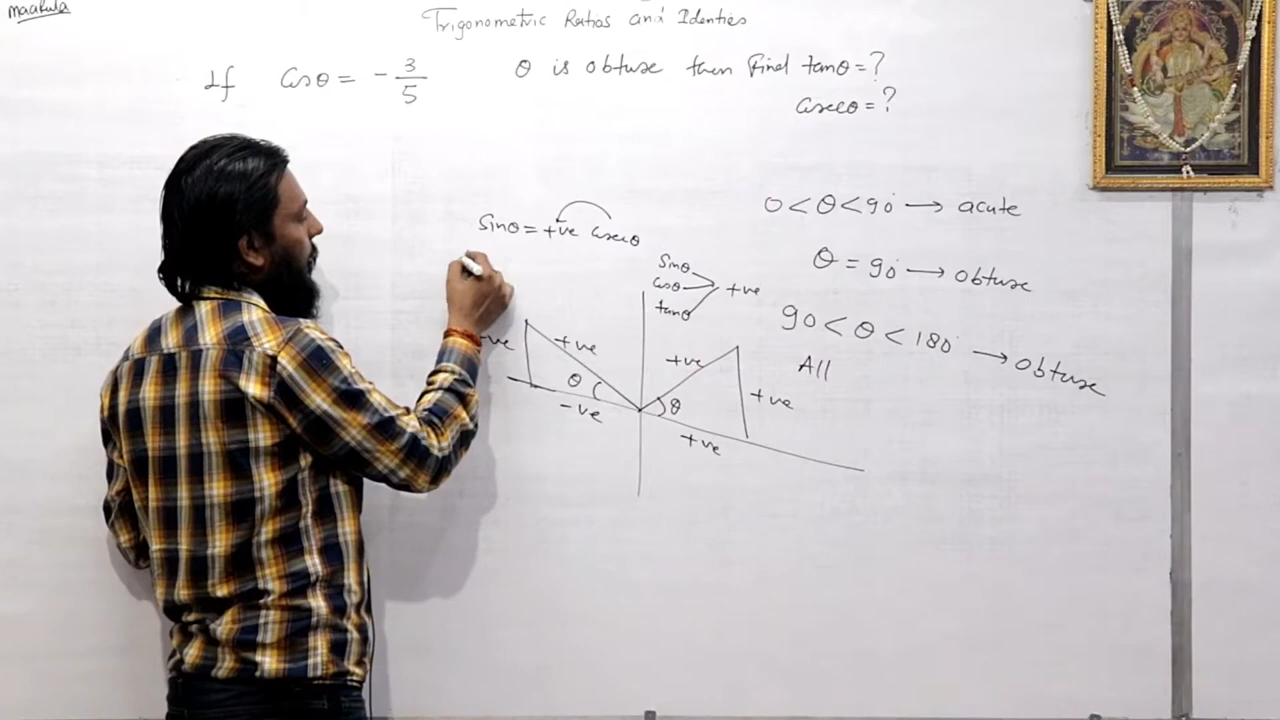 maakula
Trigonometric Ratios and Identies
If Cosθ = -3/5 θ is obtuse then find tanθ = ?
Cosecθ = ?
0 < θ < 90° → acute
θ = 90° → obtuse
90 < θ < 180° → obtuse
All
Sinθ = +ve Cosecθ
Sinθ
Cosθ +ve
tanθ
+ve +ve
θ -ve
+ve θ +ve
+ve